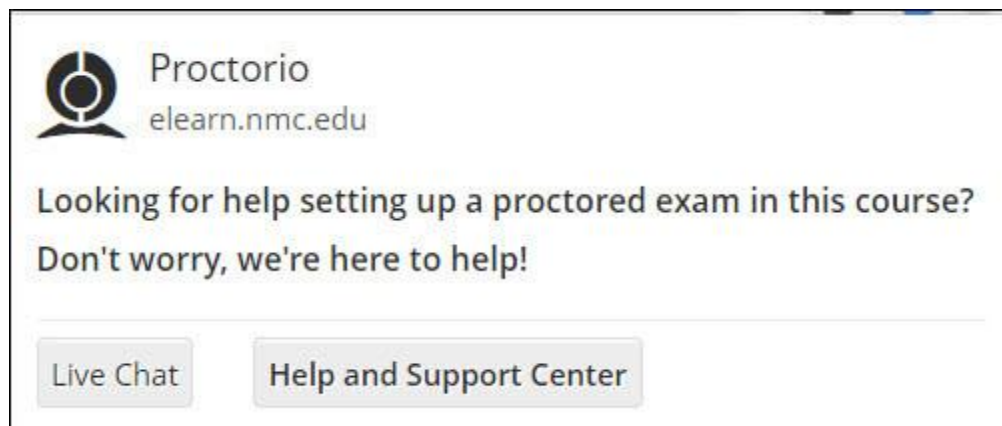 Proctorio
elearn.nmc.edu
Looking for help setting up a proctored exam in this course?
Don't worry, we're here to help!
Live Chat
Help and Support Center